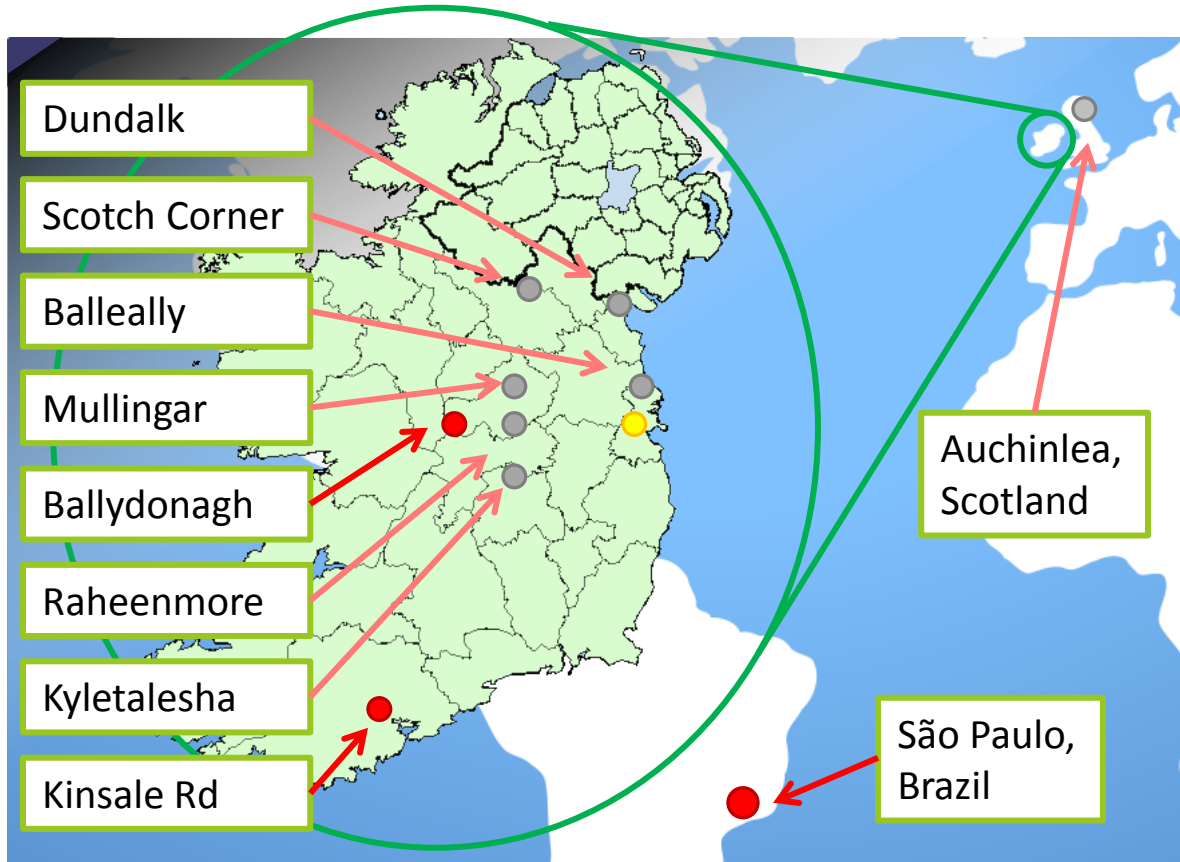 Dundalk
Scotch Corner
Balleally
Mullingar
Ballydonagh
Raheenmore
Kyletalesha
Kinsale Rd
Auchinlea,
Scotland
São Paulo,
Brazil